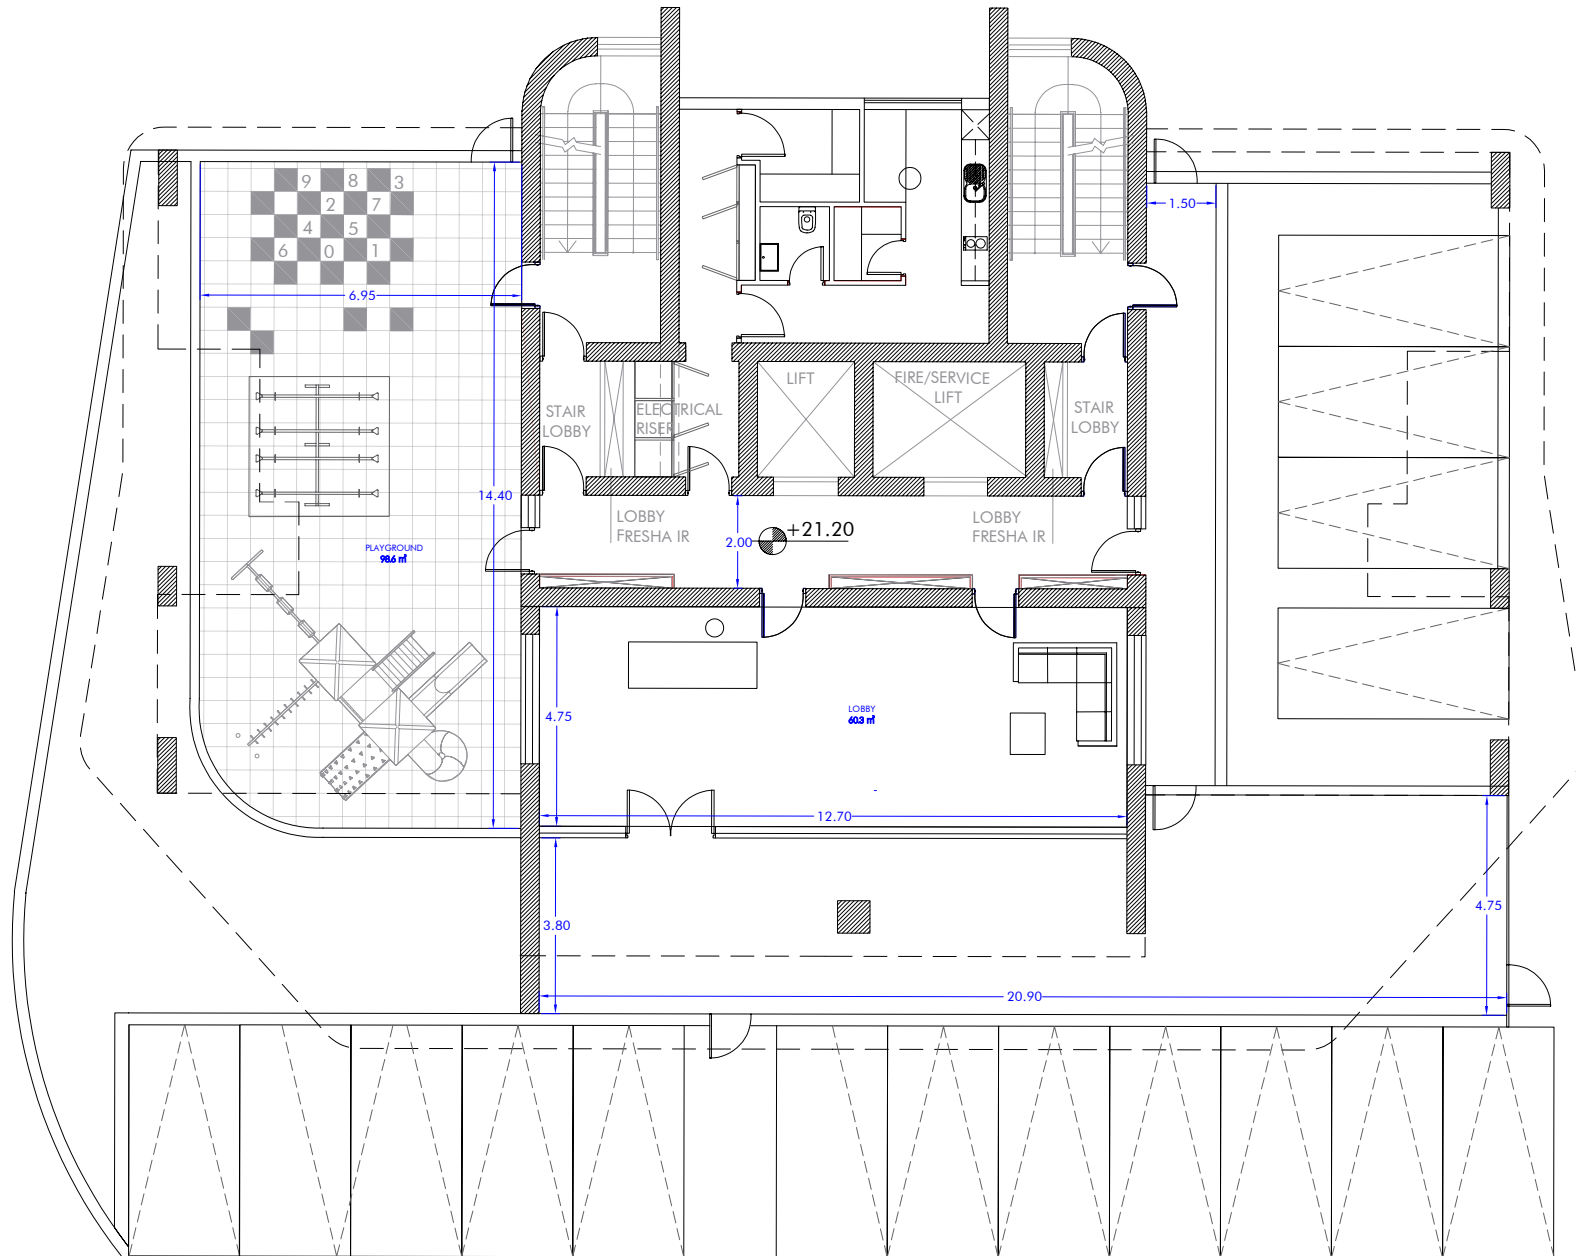 9 8 3
2 7
4 5
6 0 1
6.95
1.50
LIFT
FIRE/SERVICE
LIFT
STAIR
LOBBY
ELECTRICAL
RISER
STAIR
LOBBY
14.40
LOBBY
FRESHA IR
2.00
+21.20
LOBBY
FRESHA IR
PLAYGROUND
98.6 m²
4.75
LOBBY
60.3 m²
12.70
3.80
4.75
20.90